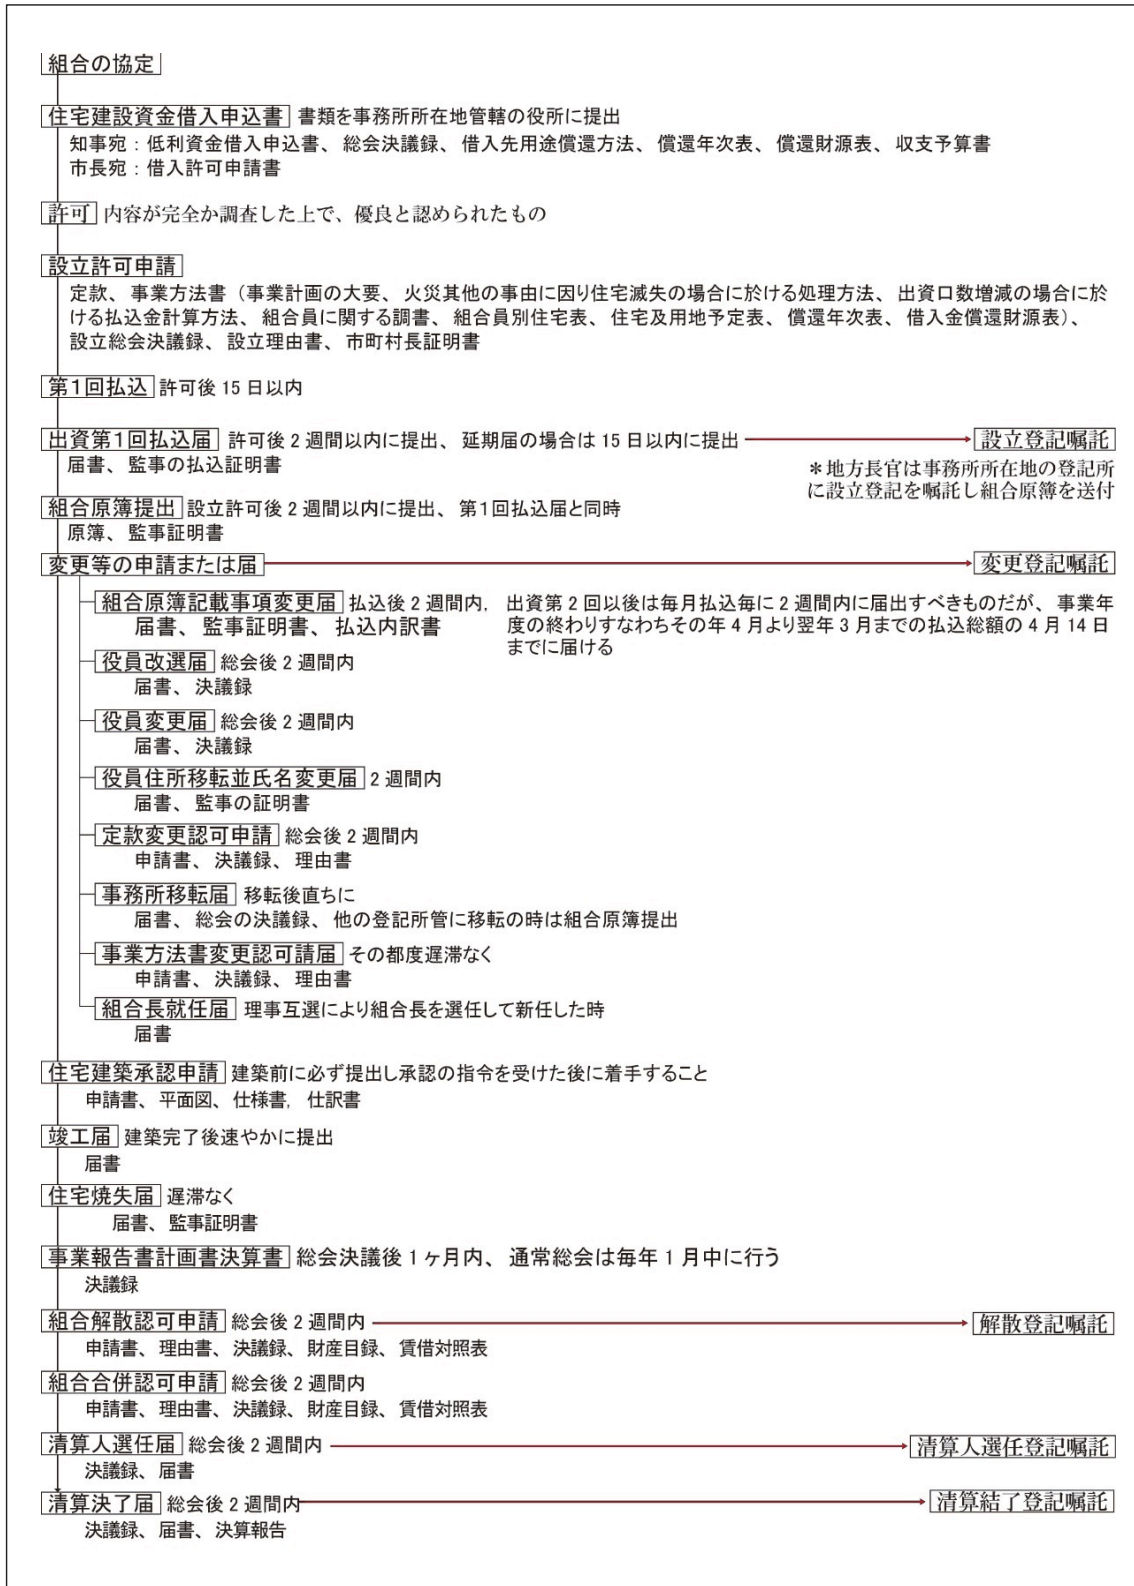 組合の協定
住宅建設資金借入申込書 書類を事務所所在地管轄の役所に提出
知事宛：低利資金借入申込書、総会決議録、借入先用途償還方法、償還年次表、償還財源表、収支予算書
市長宛：借入許可申請書
許可 内容が完全か調査した上で、優良と認められたもの
設立許可申請
定款、事業方法書（事業計画の大要、火災其他の事由に因り住宅滅失の場合に於ける処理方法、出資口数増減の場合に於
ける払込金計算方法、組合員に関する調書、組合員別住宅表、住宅及用地予定表、償還年次表、借入金償還財源表）、
設立総会決議録、設立理由書、市町村長証明書
第1回払込 許可後 15 日以内
出資第1回払込届 許可後 2 週間以内に提出、延期届の場合は 15 日以内に提出 設立登記嘱託
届書、監事の払込証明書
＊地方長官は事務所所在地の登記所
に設立登記を嘱託し組合原簿を送付
組合原簿提出 設立許可後 2 週間以内に提出、第1回払込届と同時
原簿、監事証明書
変更等の申請または届 変更登記嘱託
組合原簿記載事項変更届 払込後 2 週間内, 出資第 2 回以後は毎月払込毎に 2 週間内に届出すべきものだが、事業年
届書、監事証明書、払込内訳書 度の終わりすなわちその年 4 月より翌年 3 月までの払込総額の 4 月 14 日
までに届ける
役員改選届 総会後 2 週間内
届書、決議録
役員変更届 総会後 2 週間内
届書、決議録
役員住所移転並氏名変更届 2 週間内
届書、監事の証明書
定款変更認可申請 総会後 2 週間内
申請書、決議録、理由書
事務所移転届 移転後直ちに
届書、総会の決議録、他の登記所管に移転の時は組合原簿提出
事業方法書変更認可請届 その都度遅滞なく
申請書、決議録、理由書
組合長就任届 理事互選により組合長を選任して新任した時
届書
住宅建築承認申請 建築前に必ず提出し承認の指令を受けた後に着手すること
申請書、平面図、仕様書, 仕訳書
竣工届 建築完了後速やかに提出
届書
住宅焼失届 遅滞なく
届書、監事証明書
事業報告書計画書決算書 総会決議後 1 ヶ月内、通常総会は毎年 1 月中に行う
決議録
組合解散認可申請 総会後 2 週間内 解散登記嘱託
申請書、理由書、決議録、財産目録、賃借対照表
組合合併認可申請 総会後 2 週間内
申請書、理由書、決議録、財産目録、賃借対照表
清算人選任届 総会後 2 週間内 清算人選任登記嘱託
決議録、届書
清算決了届 総会後 2 週間内 清算結了登記嘱託
決議録、届書、決算報告